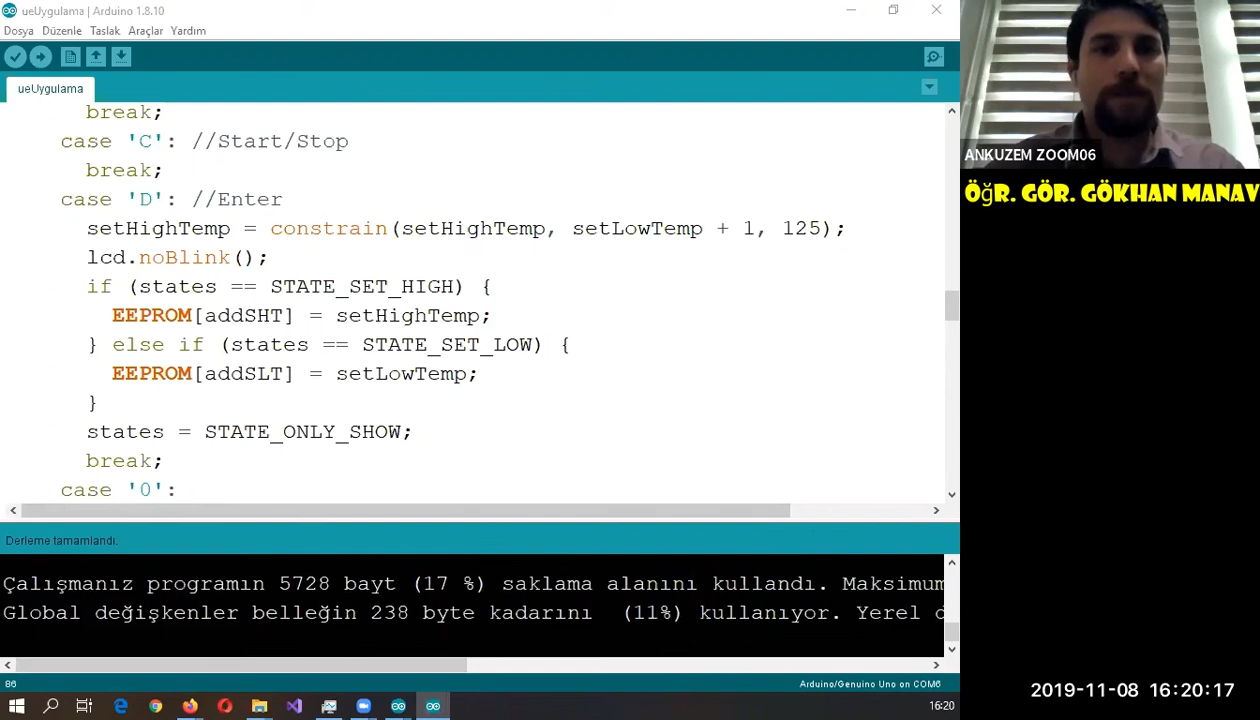 ueUygulama | Arduino 1.8.10
Dosya Düzenle Taslak Araçlar Yardım
ueUygulama
break;
case 'C': //Start/Stop
break;
case 'D': //Enter
setHighTemp = constrain(setHighTemp, setLowTemp + 1, 125);
lcd.noBlink();
if (states == STATE_SET_HIGH) {
EEPROM[addSHT] = setHighTemp;
} else if (states == STATE_SET_LOW) {
EEPROM[addSLT] = setLowTemp;
}
states = STATE_ONLY_SHOW;
break;
case '0':
Derleme tamamlandı.
Çalışmanız programın 5728 bayt (17 %) saklama alanını kullandı. Maksimum
Global değişkenler belleğin 238 byte kadarını (11%) kullanıyor. Yerel d
86
Arduino/Genuino Uno on COM6
16:20
ANKUZEM ZOOM06
ÖĞR. GÖR. GÖKHAN MANAV
2019-11-08 16:20:17